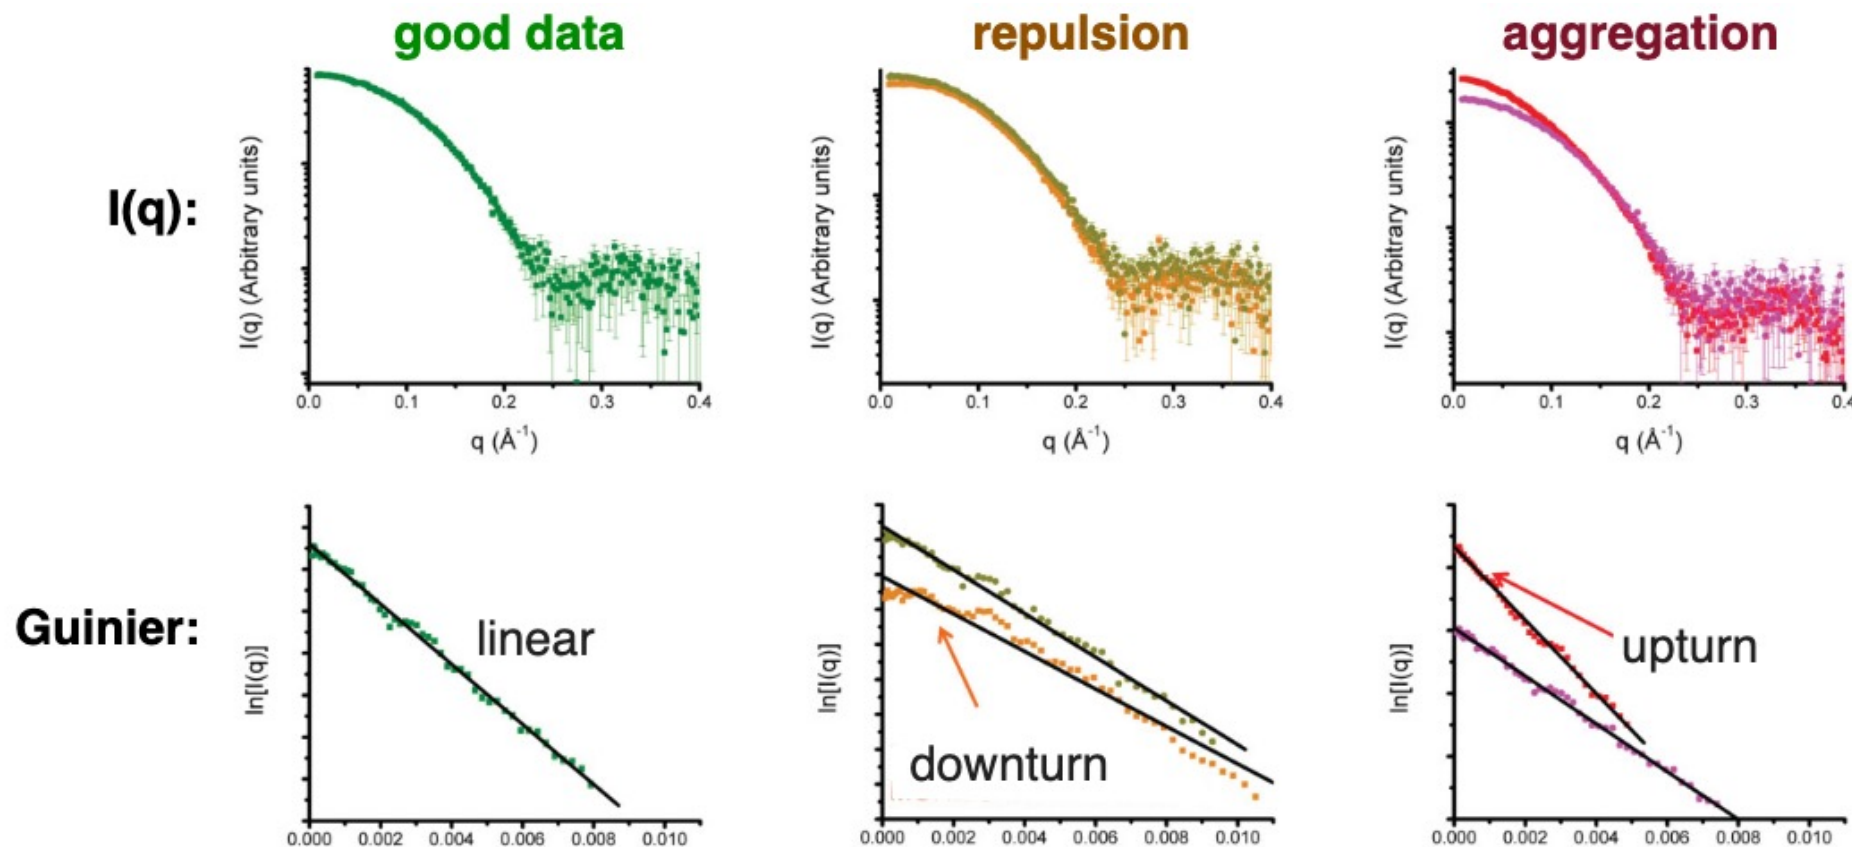 good data
repulsion
aggregation
I(q):
I(q) (Arbitrary units)
0.0 0.1 0.2 0.3 0.4
q (Å⁻¹)
I(q) (Arbitrary units)
0.0 0.1 0.2 0.3 0.4
q (Å⁻¹)
I(q) (Arbitrary units)
0.1 0.2 0.3 0.4
q (Å⁻¹)
Guinier:
ln[I(q)]
linear
0.000 0.002 0.004 0.006 0.008 0.010
ln[I(q)]
downturn
0.000 0.002 0.004 0.006 0.008 0.010
ln[I(q)]
upturn
0.000 0.002 0.004 0.006 0.008 0.010